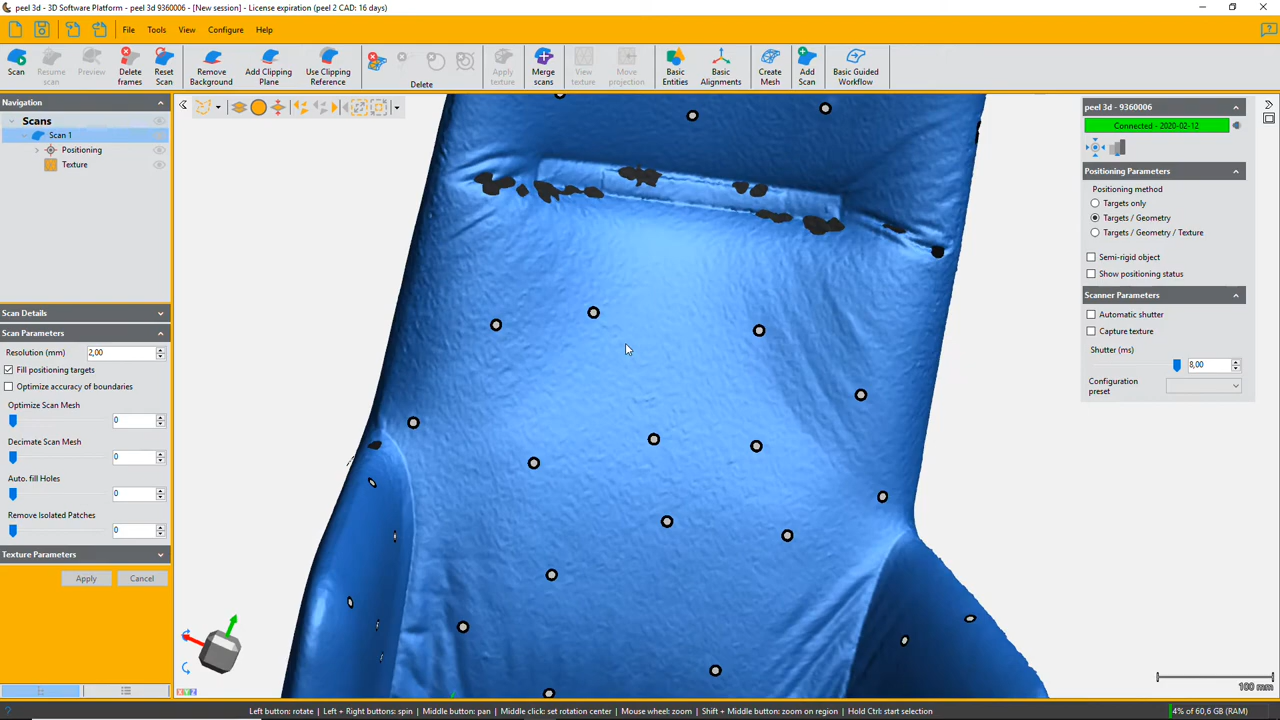 peel 3d - 3D Software Platform - peel 3d 9360006 - [New session] - License expiration (peel 2 CAD: 16 days)
File Tools View Configure Help
Scan
Resume scan
Preview
Delete frames
Reset Scan
Remove Background
Add Clipping Plane
Use Clipping Reference
Delete
Apply texture
Merge scans
View texture
Move projection
Basic Entities
Basic Alignments
Create Mesh
Add Scan
Basic Guided Workflow
Navigation
Scans
Scan 1
Positioning
Texture
Scan Details
Scan Parameters
Resolution (mm) 2,00
Fill positioning targets
Optimize accuracy of boundaries
Optimize Scan Mesh
0
Decimate Scan Mesh
0
Auto. fill Holes
0
Remove Isolated Patches
0
Texture Parameters
Apply Cancel
peel 3d - 9360006
Connected - 2020-02-12
Positioning Parameters
Positioning method
Targets only
Targets / Geometry
Targets / Geometry / Texture
Semi-rigid object
Show positioning status
Scanner Parameters
Automatic shutter
Capture texture
Shutter (ms)
8,00
Configuration preset
X Y Z
100 mm
Left button: rotate | Left + Right buttons: spin | Middle button: pan | Middle click: set rotation center | Mouse wheel: zoom | Shift + Middle button: zoom on region | Hold Ctrl: start selection
4% of 60,6 GB (RAM)